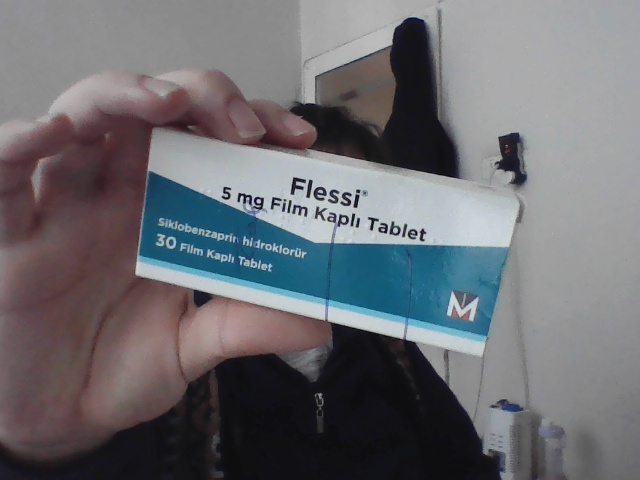 Flessi®
5 mg Film Kaplı Tablet
Siklobenzaprin hidroklorür
30 Film Kaplı Tablet
M